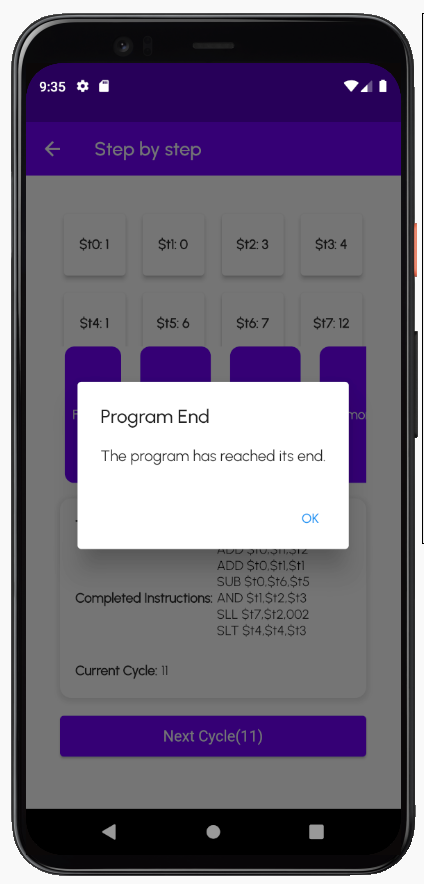 9:35
Step by step
$t0: 1 $t1: 0 $t2: 3 $t3: 4
$t4: 1 $t5: 6 $t6: 7 $t7: 12
Program End
The program has reached its end.
OK
ADD $t0,$t1,$t2
ADD $t0,$t1,$t1
SUB $t0,$t6,$t5
Completed Instructions: AND $t1,$t2,$t3
SLL $t7,$t2,002
SLT $t4,$t4,$t3
Current Cycle: 11
Next Cycle(11)